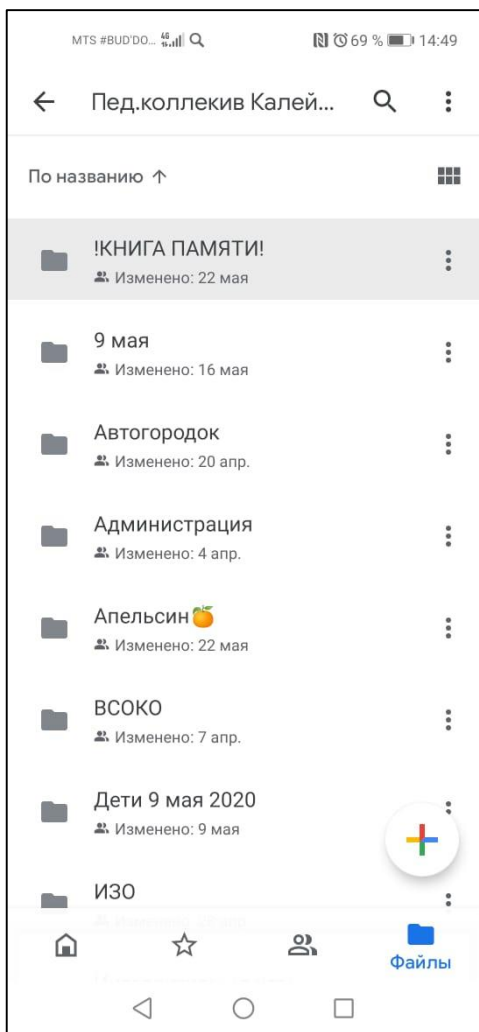 MTS #BUD'DO... 4G 69 % 14:49
Пед.коллекив Калей...
По названию ↑
!КНИГА ПАМЯТИ!
Изменено: 22 мая
9 мая
Изменено: 16 мая
Автогородок
Изменено: 20 апр.
Администрация
Изменено: 4 апр.
Апельсин🍊
Изменено: 22 мая
ВСОКО
Изменено: 7 апр.
Дети 9 мая 2020
Изменено: 9 мая
ИЗО
Файлы